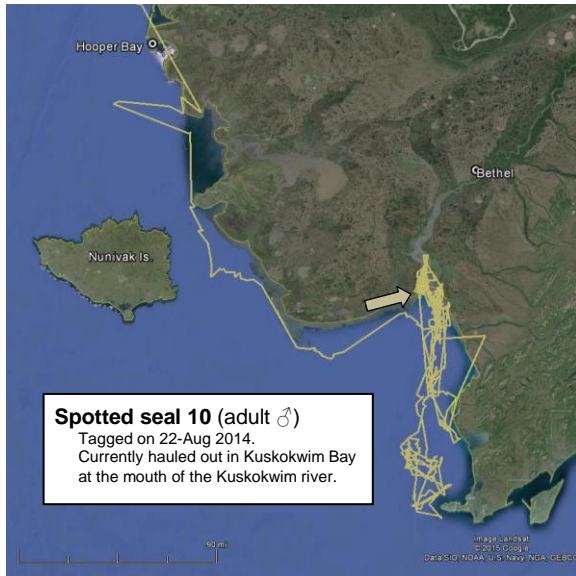 Hooper Bay
Bethel
Nunivak Is.
Spotted seal 10 (adult ♂)
Tagged on 22-Aug 2014.
Currently hauled out in Kuskokwim Bay
at the mouth of the Kuskokwim river.
90 mi
Image Landsat
© 2015 Google
Data SIO, NOAA, U.S. Navy, NGA, GEBCO